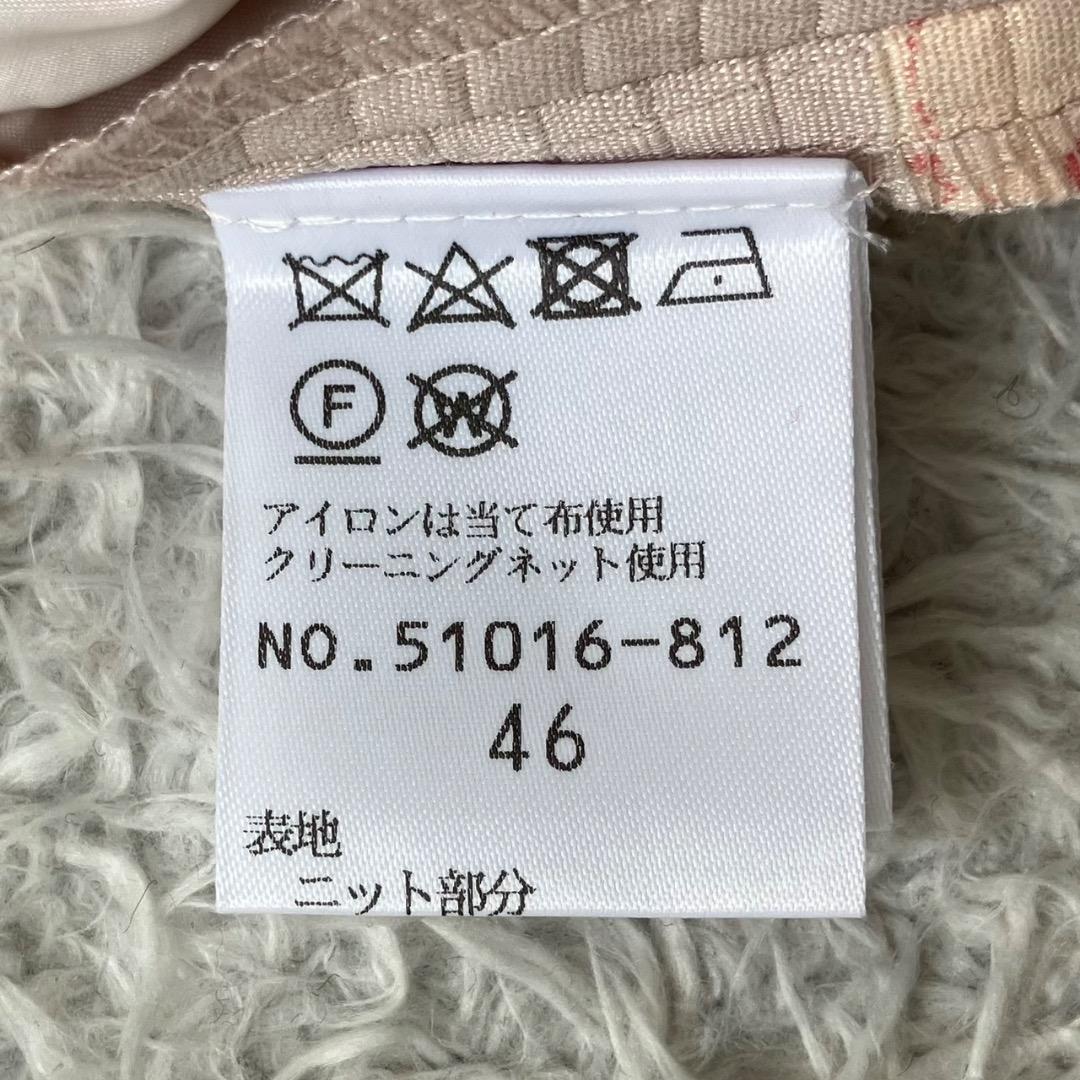 F W
アイロンは当て布使用
クリーニングネット使用
NO.51016-812
46
表地
ニット部分